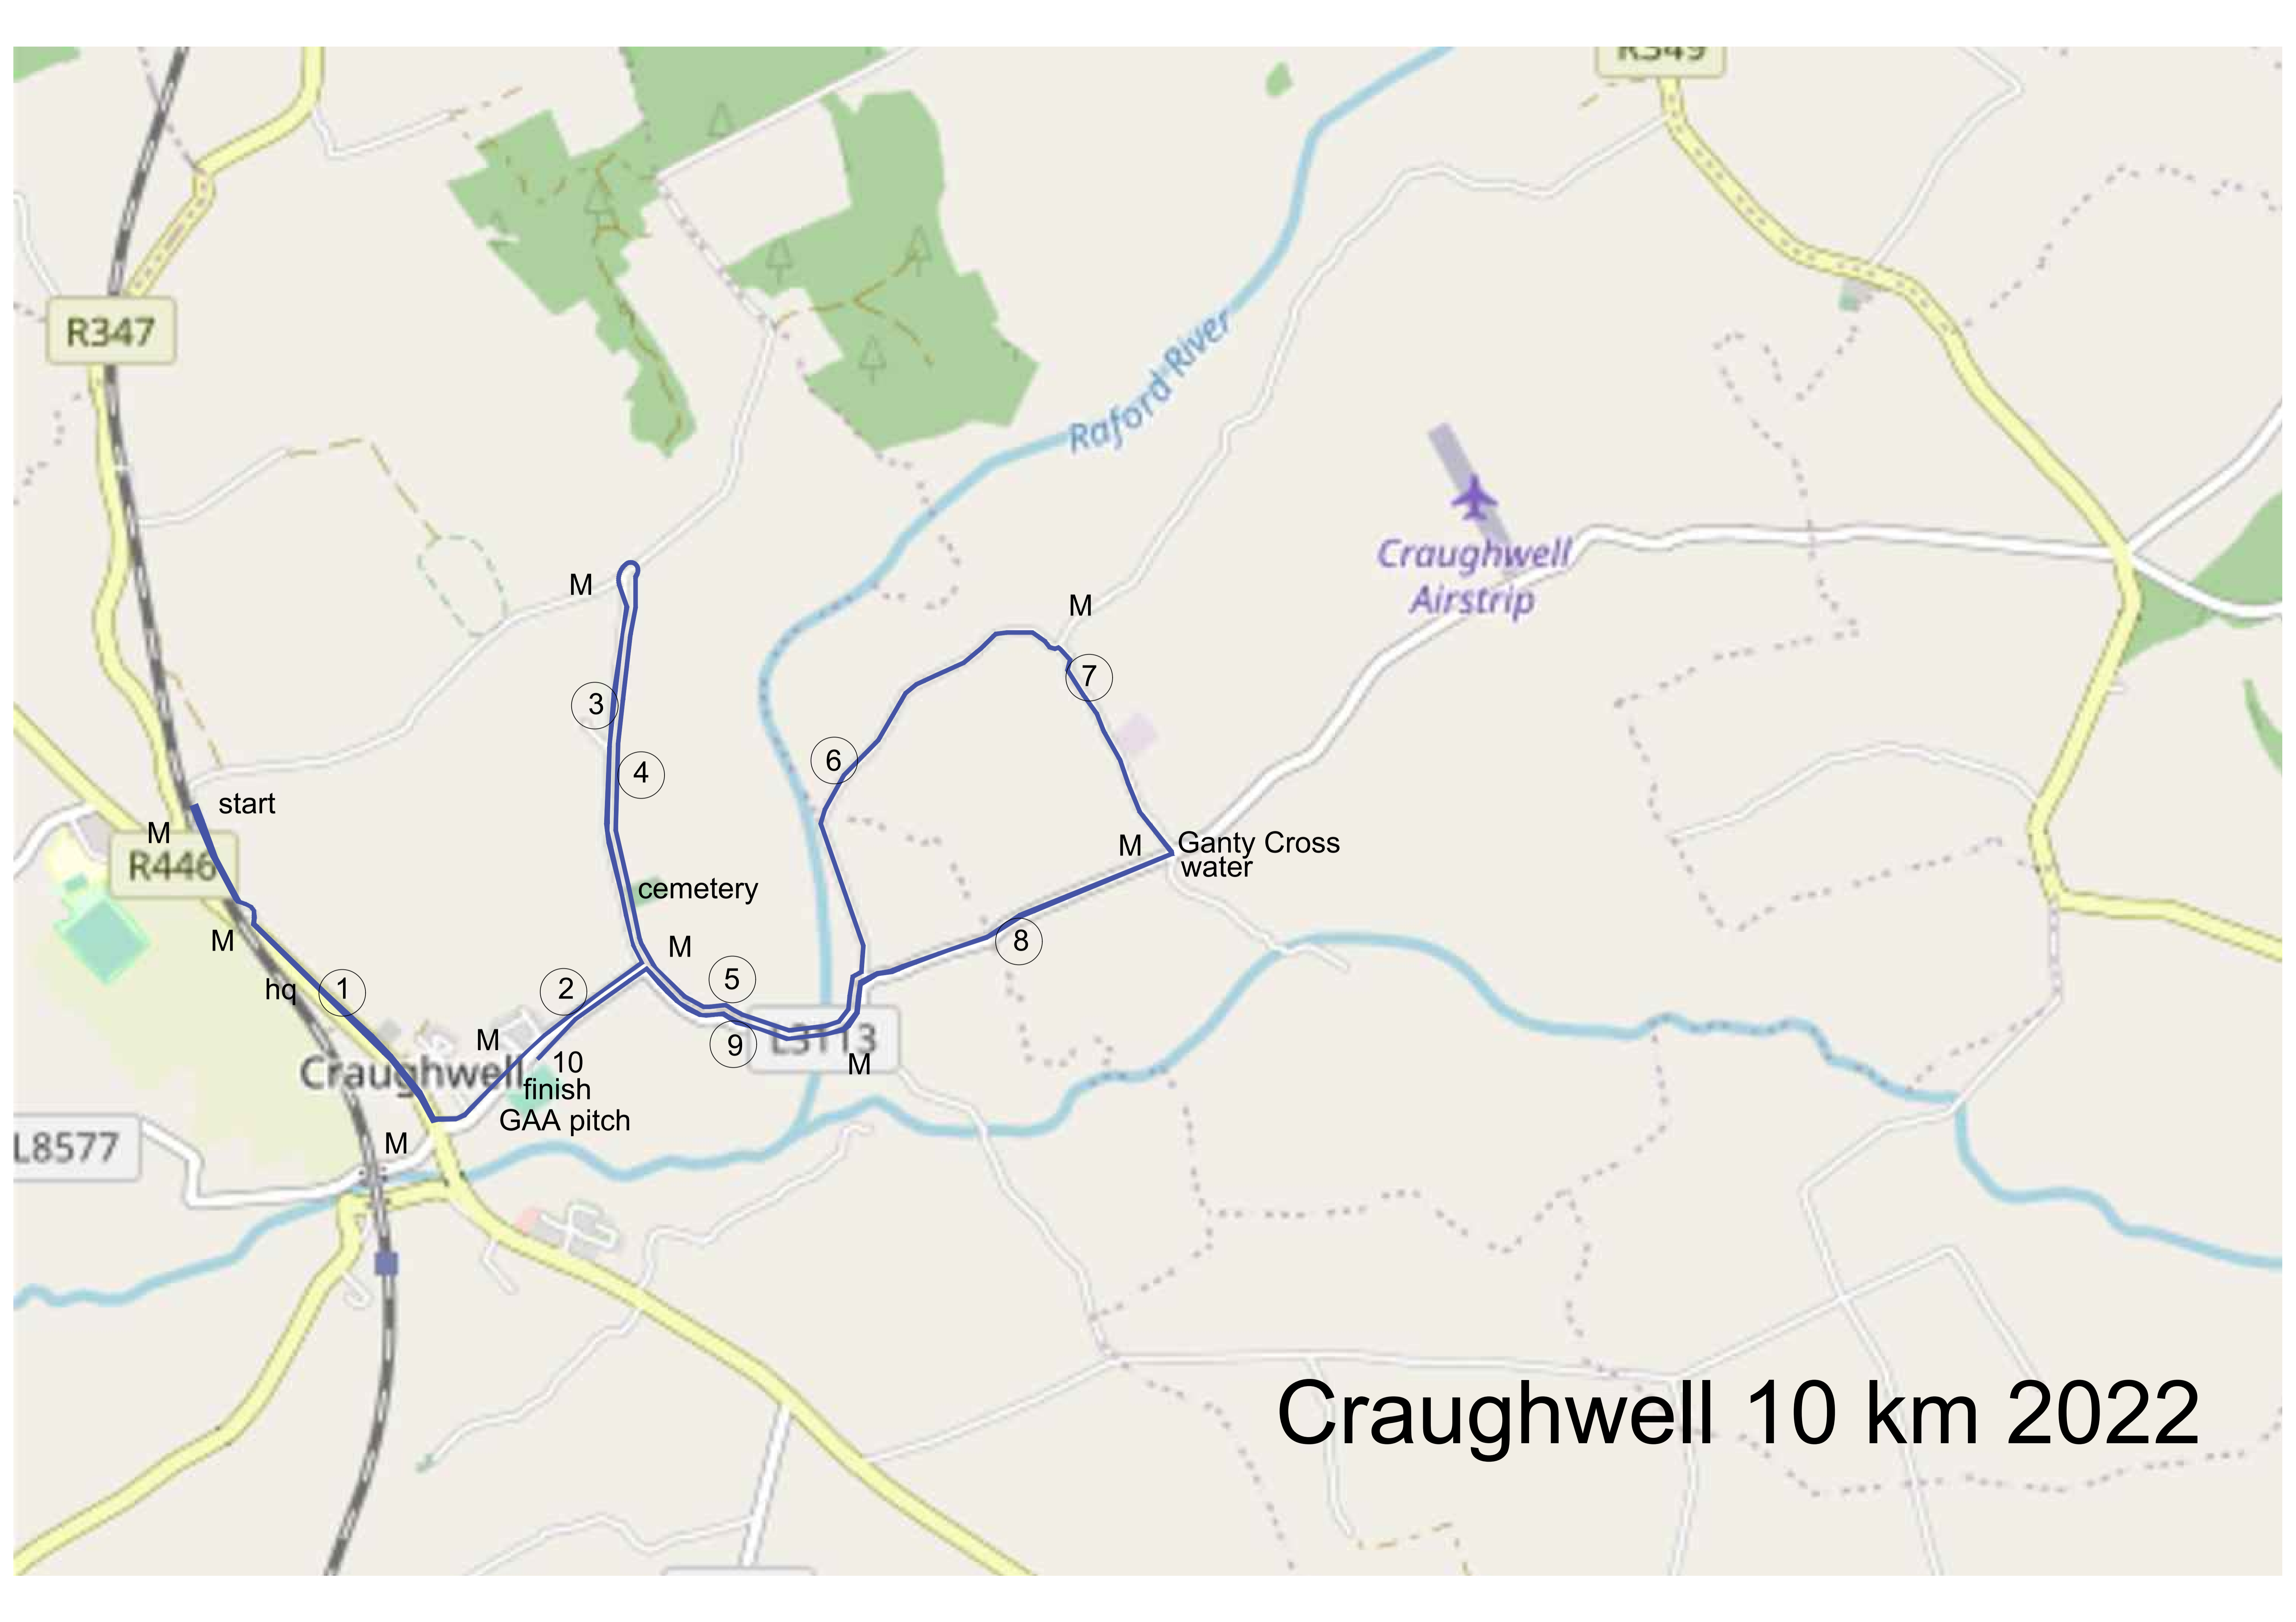 R349
R347
Raford River
Craughwell
Airstrip
M
M
3
7
6
4
start
M
R446
M
Ganty Cross
water
cemetery
M
M
8
5
hq
1
2
M
9
L3113
M
Craughwell
10
finish
GAA pitch
M
L8577
Craughwell 10 km 2022